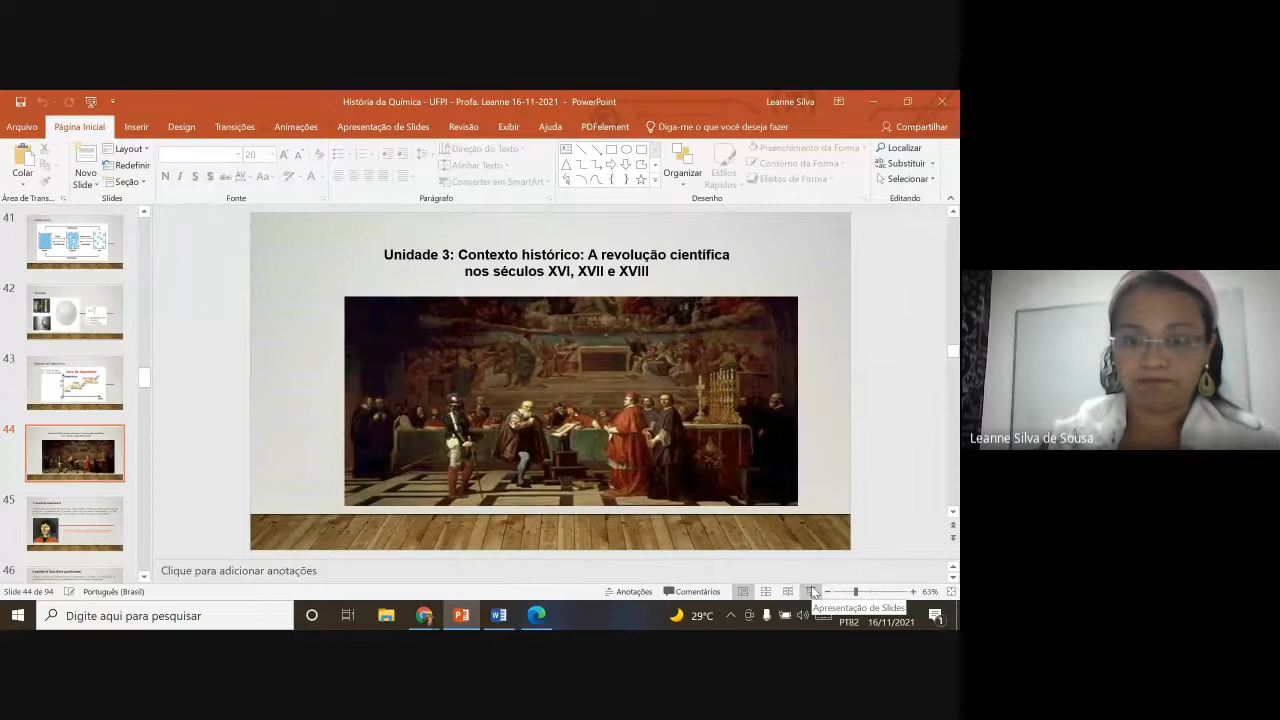 História da Química - UFPI - Profa. Leanne 16-11-2021 - PowerPoint
Leanne Silva
Arquivo
Página Inicial
Inserir
Design
Transições
Animações
Apresentação de Slides
Revisão
Exibir
Ajuda
PDFelement
Diga-me o que você deseja fazer
Compartilhar
Colar
Novo
Slide
Layout
Redefinir
Seção
20
N I S S abc AV Aa A
Direção do Texto
Alinhar Texto
Converter em SmartArt
Organizar
Estilos
Rápidos
Preenchimento da Forma
Contorno da Forma
Efeitos de Forma
Localizar
Substituir
Selecionar
Área de Trans...
Slides
Fonte
Parágrafo
Desenho
Editando
41
42
43
44
45
46
Unidade 3: Contexto histórico: A revolução científica
nos séculos XVI, XVII e XVIII
Clique para adicionar anotações
Slide 44 de 94
Português (Brasil)
Anotações
Comentários
63%
Apresentação de Slides
Digite aqui para pesquisar
29°C
PTB2
16/11/2021
1
Leanne Silva de Sousa